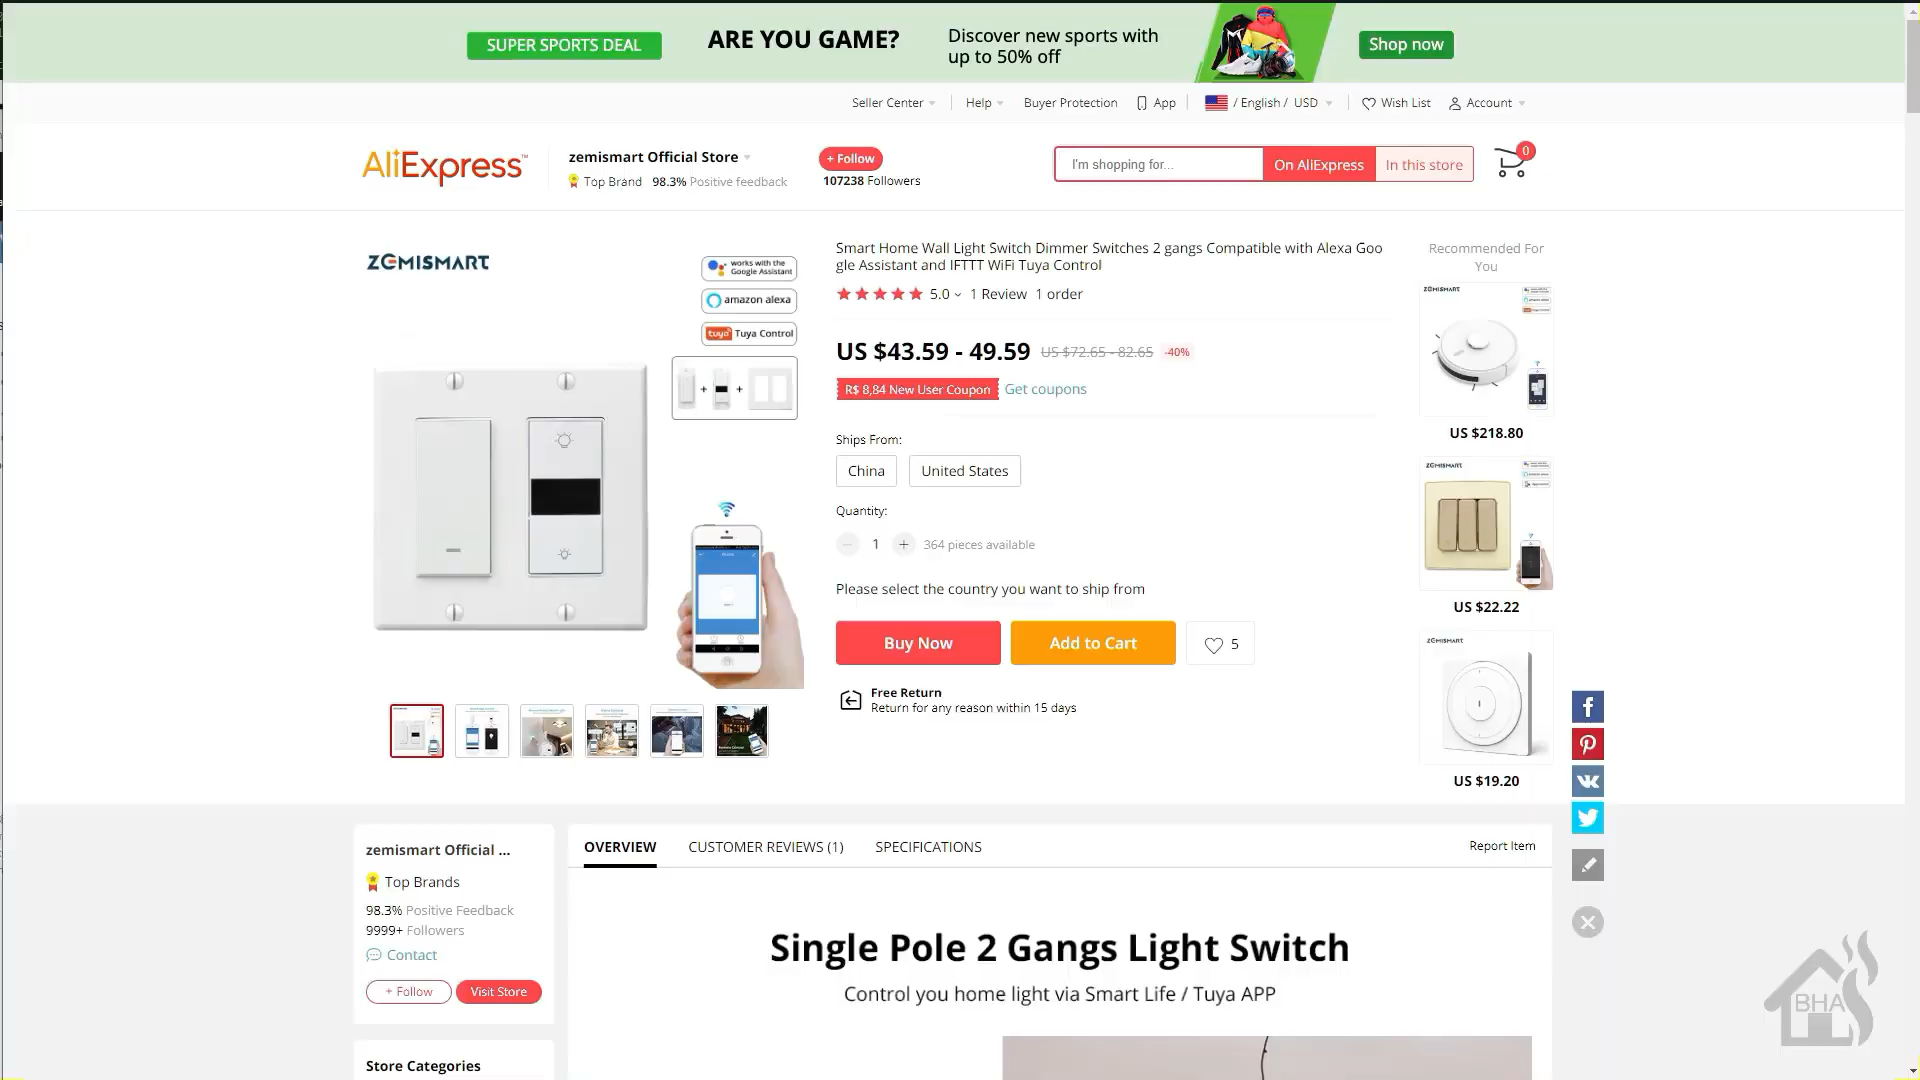 SUPER SPORTS DEAL
ARE YOU GAME?
Discover new sports with
up to 50% off
Shop now
Seller Center
Help
Buyer Protection
App
/ English / USD
Wish List
Account
AliExpress™
zemismart Official Store
Top Brand 98.3% Positive feedback
+ Follow
107238 Followers
I'm shopping for...
On AliExpress
In this store
0
ZEMISMART
works with the
Google Assistant
amazon alexa
tuya Tuya Control
Smart Home Wall Light Switch Dimmer Switches 2 gangs Compatible with Alexa Goo
gle Assistant and IFTTT WiFi Tuya Control
5.0 1 Review 1 order
US $43.59 - 49.59 US $72.65 - 82.65 -40%
R$ 8,84 New User Coupon Get coupons
Ships From:
China
United States
Quantity:
1 + 364 pieces available
Please select the country you want to ship from
Buy Now
Add to Cart
5
Free Return
Return for any reason within 15 days
Recommended For
You
ZEMISMART
US $218.80
ZEMISMART
US $22.22
ZEMISMART
US $19.20
zemismart Official ...
Top Brands
98.3% Positive Feedback
9999+ Followers
Contact
+ Follow
Visit Store
Store Categories
OVERVIEW
CUSTOMER REVIEWS (1)
SPECIFICATIONS
Report Item
Single Pole 2 Gangs Light Switch
Control you home light via Smart Life / Tuya APP
BHA